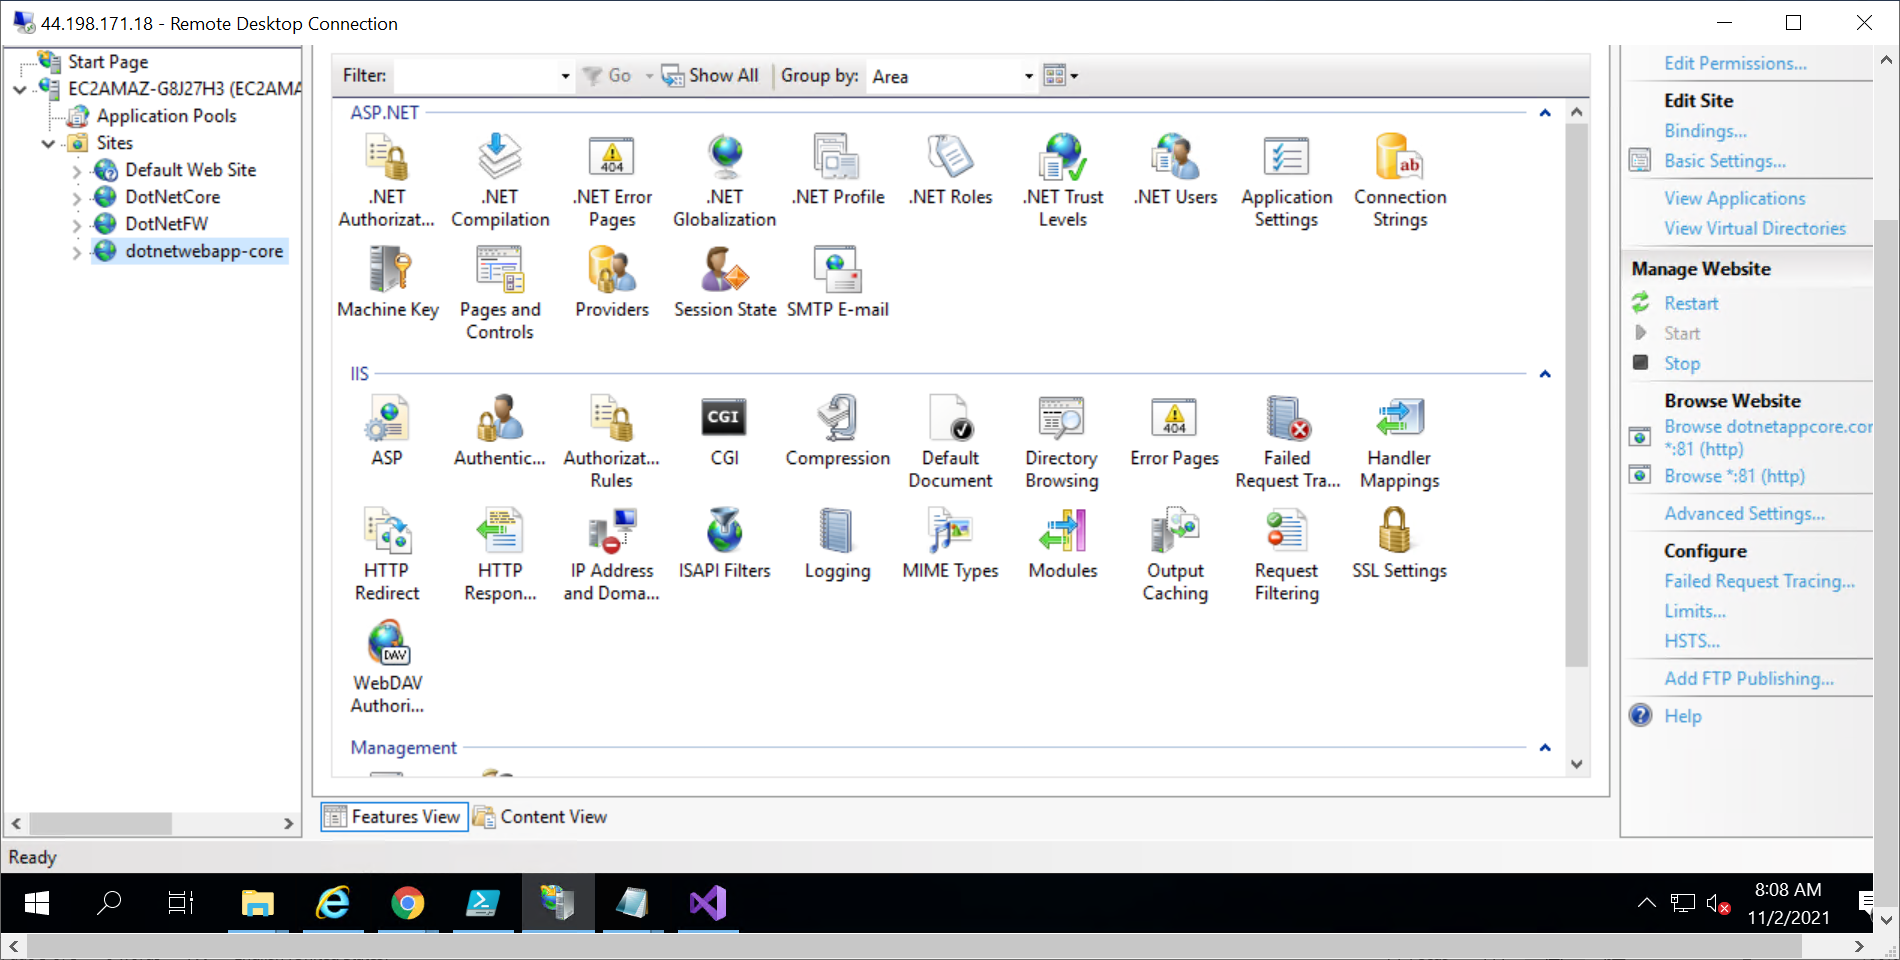 44.198.171.18 - Remote Desktop Connection
Start Page
EC2AMAZ-G8J27H3 (EC2AMA
Application Pools
Sites
Default Web Site
DotNetCore
DotNetFW
dotnetwebapp-core
Filter:
Go
Show All
Group by:
Area
ASP.NET
.NET Authorizat...
.NET Compilation
.NET Error Pages
.NET Globalization
.NET Profile
.NET Roles
.NET Trust Levels
.NET Users
Application Settings
Connection Strings
Machine Key
Pages and Controls
Providers
Session State
SMTP E-mail
IIS
ASP
Authentic...
Authorizat... Rules
CGI
CGI
Compression
Default Document
Directory Browsing
404
Error Pages
Failed Request Tra...
Handler Mappings
HTTP Redirect
HTTP Respon...
IP Address and Doma...
ISAPI Filters
Logging
MIME Types
Modules
Output Caching
Request Filtering
SSL Settings
DAV
WebDAV Authori...
Management
Features View
Content View
Edit Permissions...
Edit Site
Bindings...
Basic Settings...
View Applications
View Virtual Directories
Manage Website
Restart
Start
Stop
Browse Website
Browse dotnetappcore.cor
*:81 (http)
Browse *:81 (http)
Advanced Settings...
Configure
Failed Request Tracing...
Limits...
HSTS...
Add FTP Publishing...
Help
Ready
8:08 AM
11/2/2021